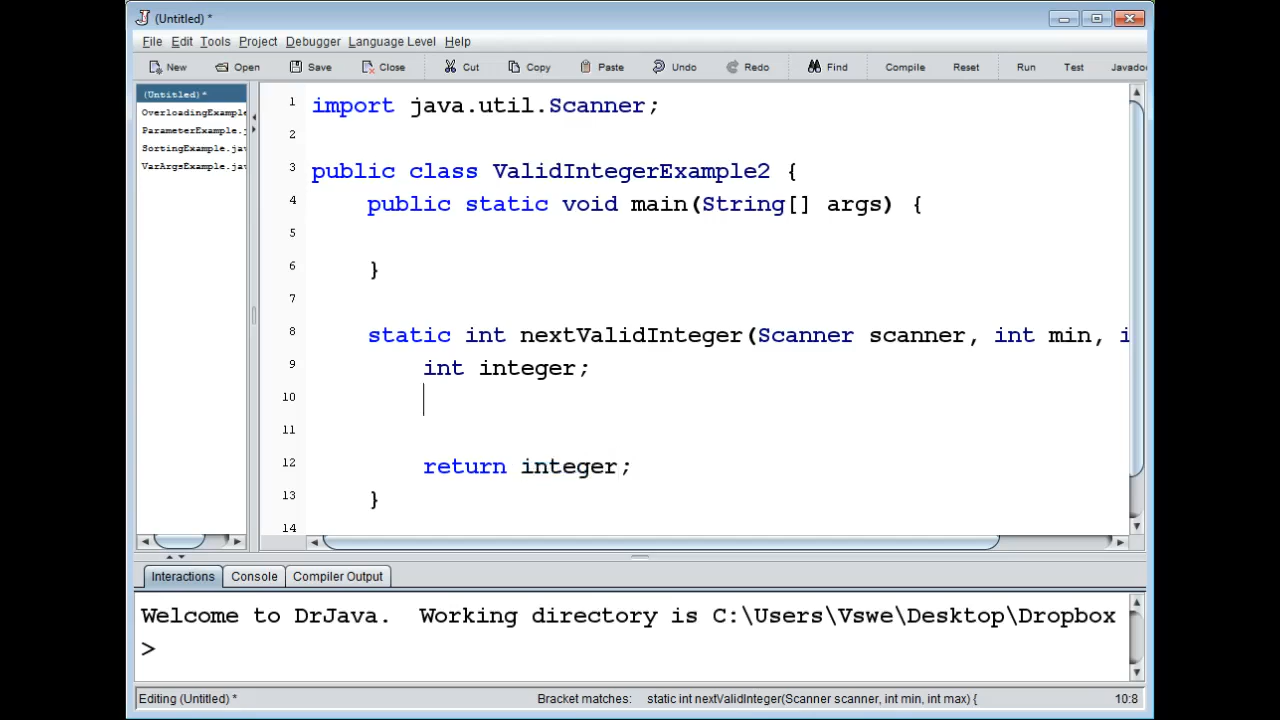 (Untitled) *
File Edit Tools Project Debugger Language Level Help
New Open Save Close Cut Copy Paste Undo Redo Find Compile Reset Run Test Javadoc
(Untitled)*
OverloadingExample
ParameterExample.j
SortingExample.jav
VarArgsExample.jav
1 import java.util.Scanner;
2
3 public class ValidIntegerExample2 {
4 public static void main(String[] args) {
5
6 }
7
8 static int nextValidInteger(Scanner scanner, int min, i
9 int integer;
10
11
12 return integer;
13 }
14
Interactions Console Compiler Output
Welcome to DrJava. Working directory is C:\Users\Vswe\Desktop\Dropbox
>
Editing (Untitled) * Bracket matches: static int nextValidInteger(Scanner scanner, int min, int max) { 10:8